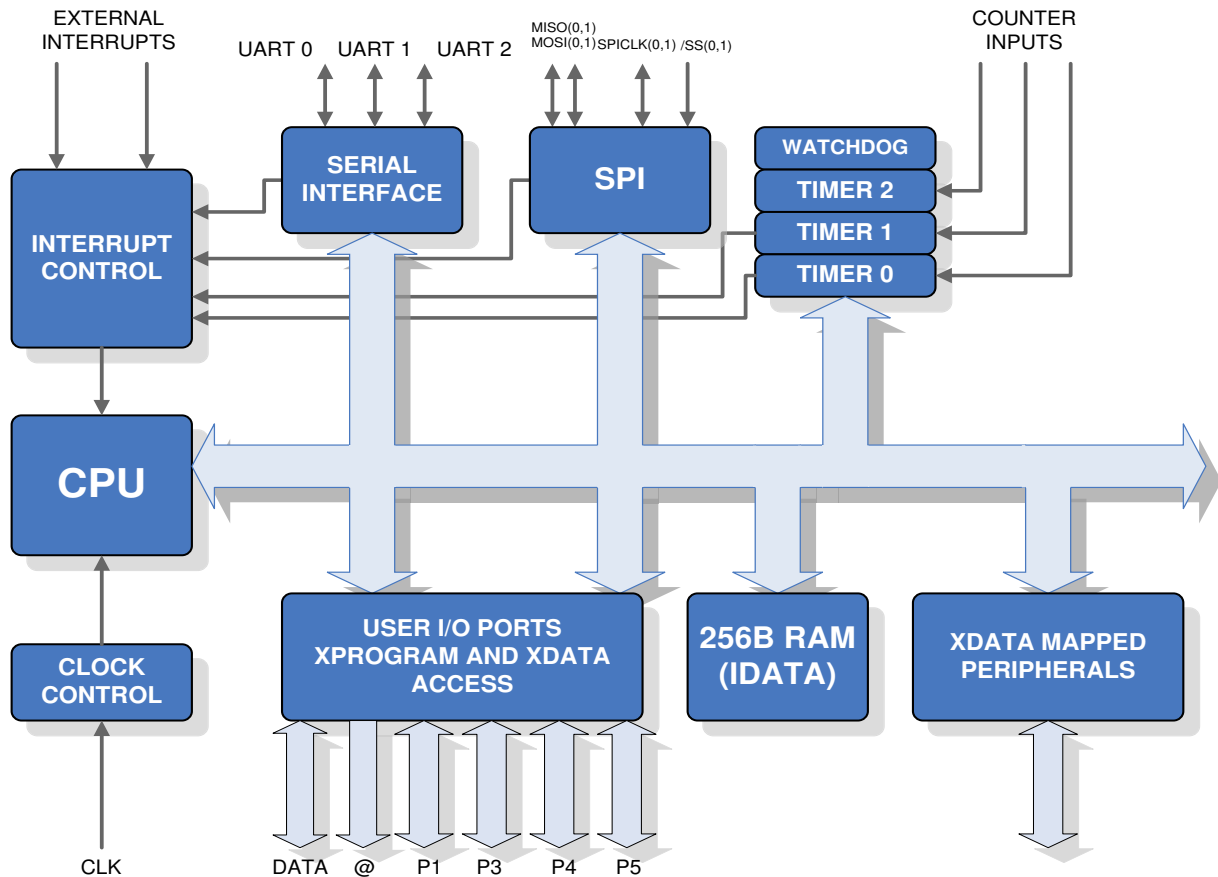 EXTERNAL
INTERRUPTS
UART 0
UART 1
UART 2
MISO(0,1)
MOSI(0,1)
SPICLK(0,1)
/SS(0,1)
COUNTER
INPUTS
SERIAL
INTERFACE
SPI
WATCHDOG
TIMER 2
TIMER 1
TIMER 0
INTERRUPT
CONTROL
CPU
CLOCK
CONTROL
USER I/O PORTS
XPROGRAM AND XDATA
ACCESS
256B RAM
(IDATA)
XDATA MAPPED
PERIPHERALS
CLK
DATA
@
P1
P3
P4
P5